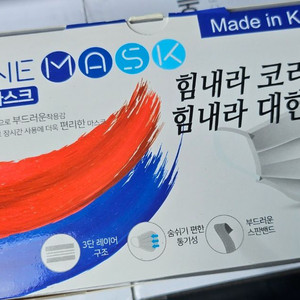 Made in K
NE MASK
마스크
힘내라 코리
힘내라 대한
으로 부드러운 착용감
장시간 사용에 더욱 편리한 마스크
3단 레이어
구조
숨쉬기 편한
통기성
부드러운
스판밴드